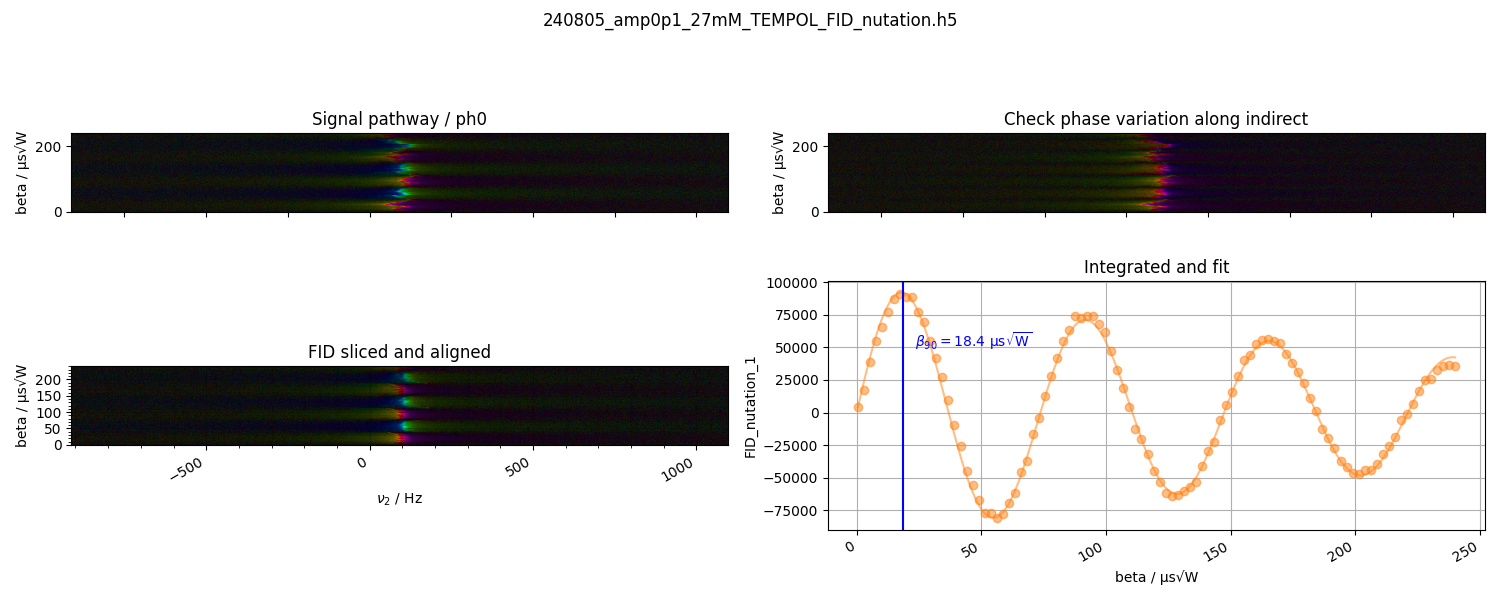 240805_amp0p1_27mM_TEMPOL_FID_nutation.h5
Signal pathway / ph0
beta / µs√W
200
0
Check phase variation along indirect
beta / µs√W
200
0
FID sliced and aligned
beta / µs√W
200
150
100
50
0
−500
0
500
1000
ν₂ / Hz
Integrated and fit
FID_nutation_1
100000
75000
50000
25000
0
−25000
−50000
−75000
β₉₀ = 18.4 µs√W
0
50
100
150
200
250
beta / µs√W